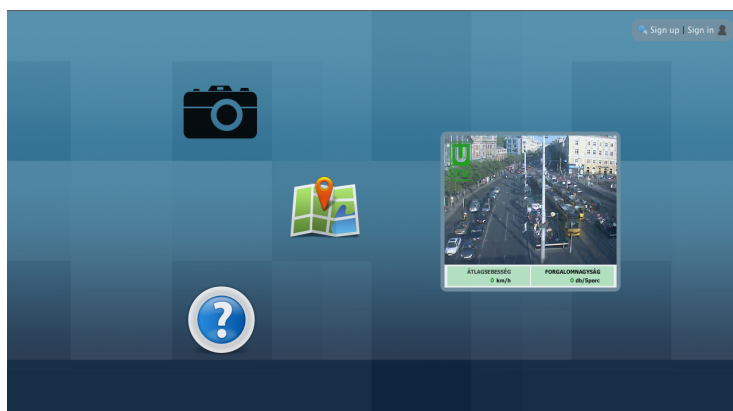 Sign up | Sign in
?
ÁTLAGSEBESSÉG
0 km/h
FORGALOMNAGYSÁG
0 db/5perc